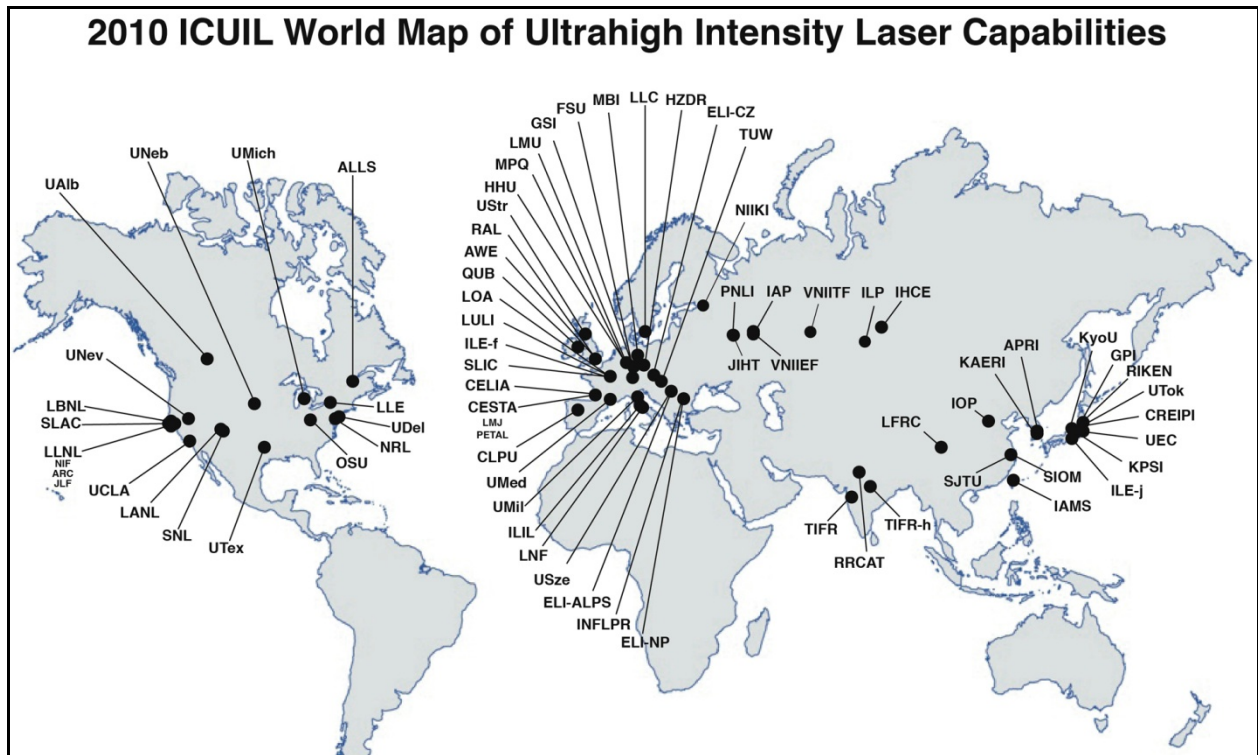 2010 ICUIL World Map of Ultrahigh Intensity Laser Capabilities
UNeb
UMich
ALLS
UAlb
UNev
LBNL
SLAC
LLNL
NIF
ARC
JLF
UCLA
LANL
SNL
UTex
OSU
NRL
UDel
LLE
LLC
MBI
HZDR
FSU
ELI-CZ
GSI
TUW
LMU
MPQ
HHU
UStr
NIIKI
RAL
AWE
QUB
LOA
LULI
ILE-f
SLIC
CELIA
CESTA
LMJ
PETAL
CLPU
UMed
UMil
ILIL
LNF
USze
ELI-ALPS
INFLPR
ELI-NP
PNLI
IAP
VNIITF
ILP
IHCE
JIHT
VNIIEF
APRI
KyoU
KAERI
GPI
RIKEN
UTok
IOP
CREIPI
LFRC
UEC
KPSI
SJTU
SIOM
ILE-j
IAMS
TIFR
TIFR-h
RRCAT